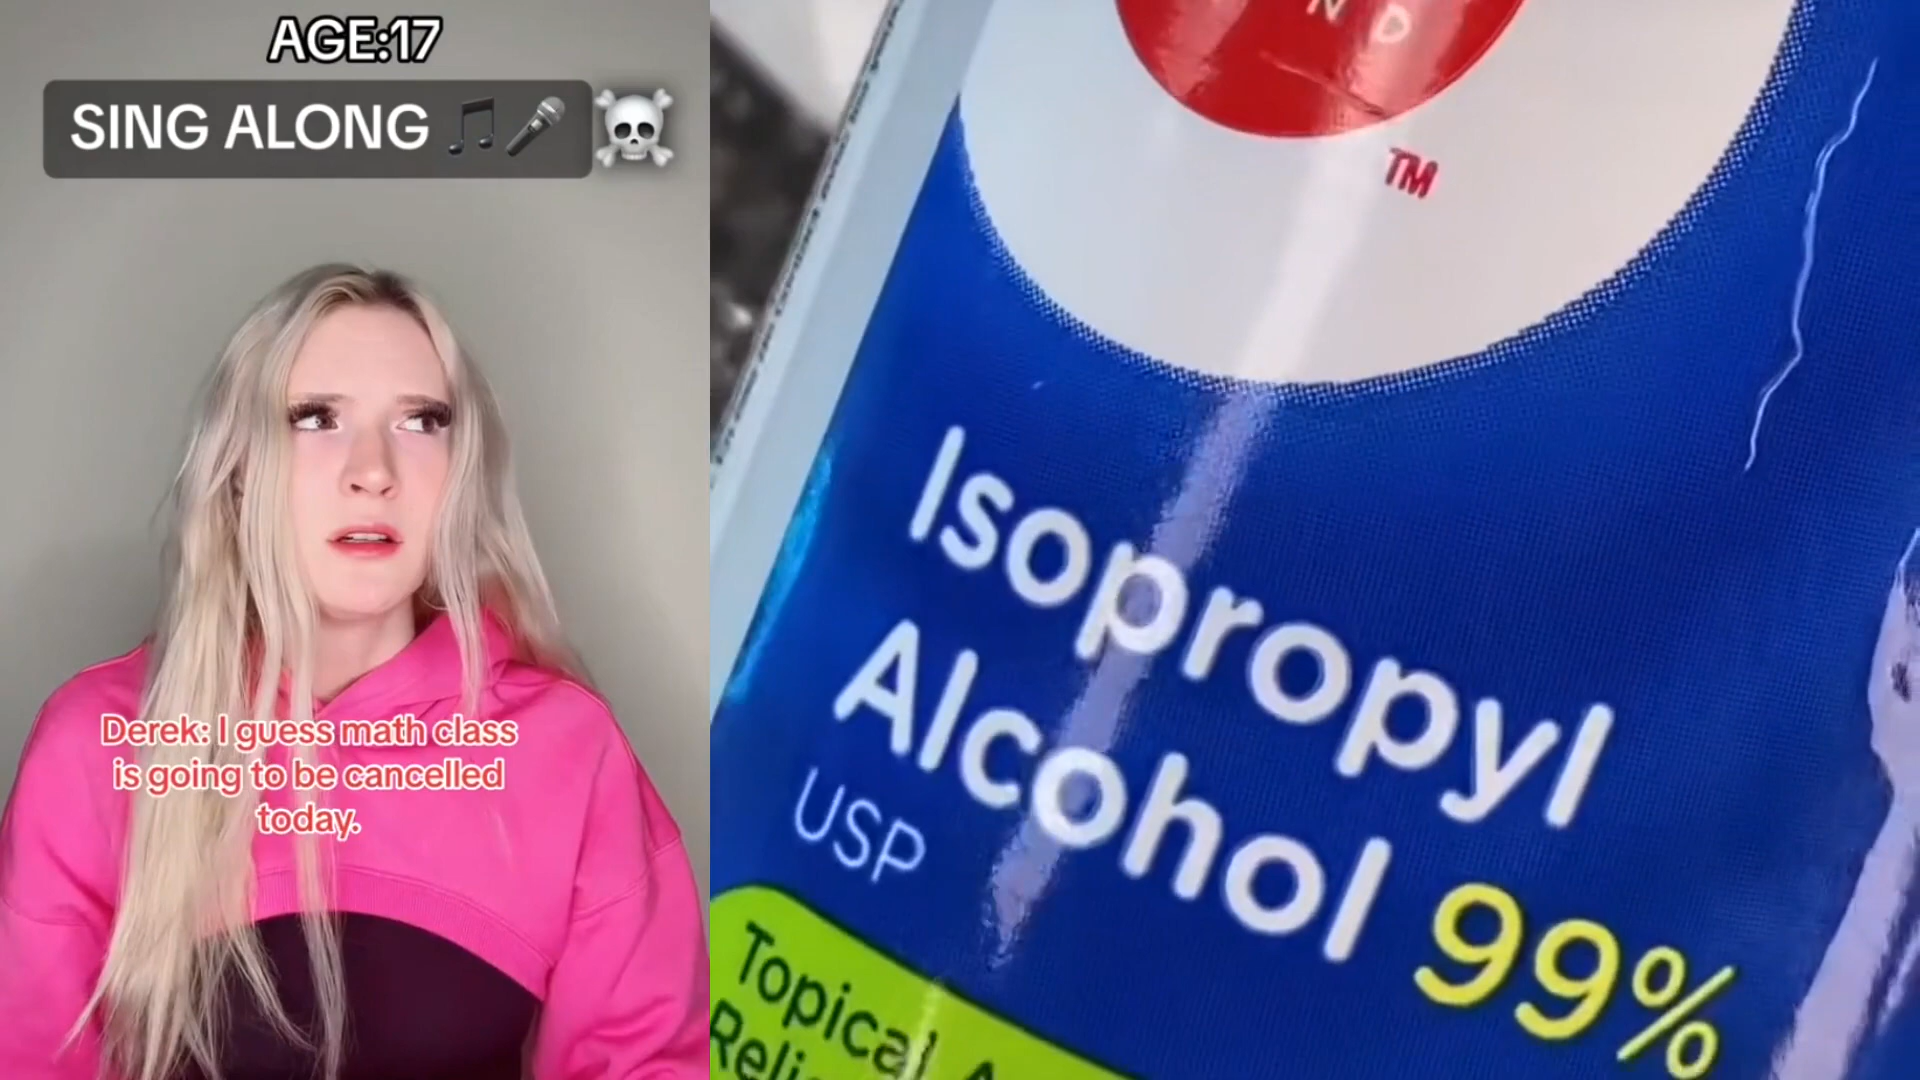 AGE:17
SING ALONG 🎵🎤☠️
Derek: I guess math class
is going to be cancelled
today.
TM
Isopropyl
Alcohol 99%
USP
Topical